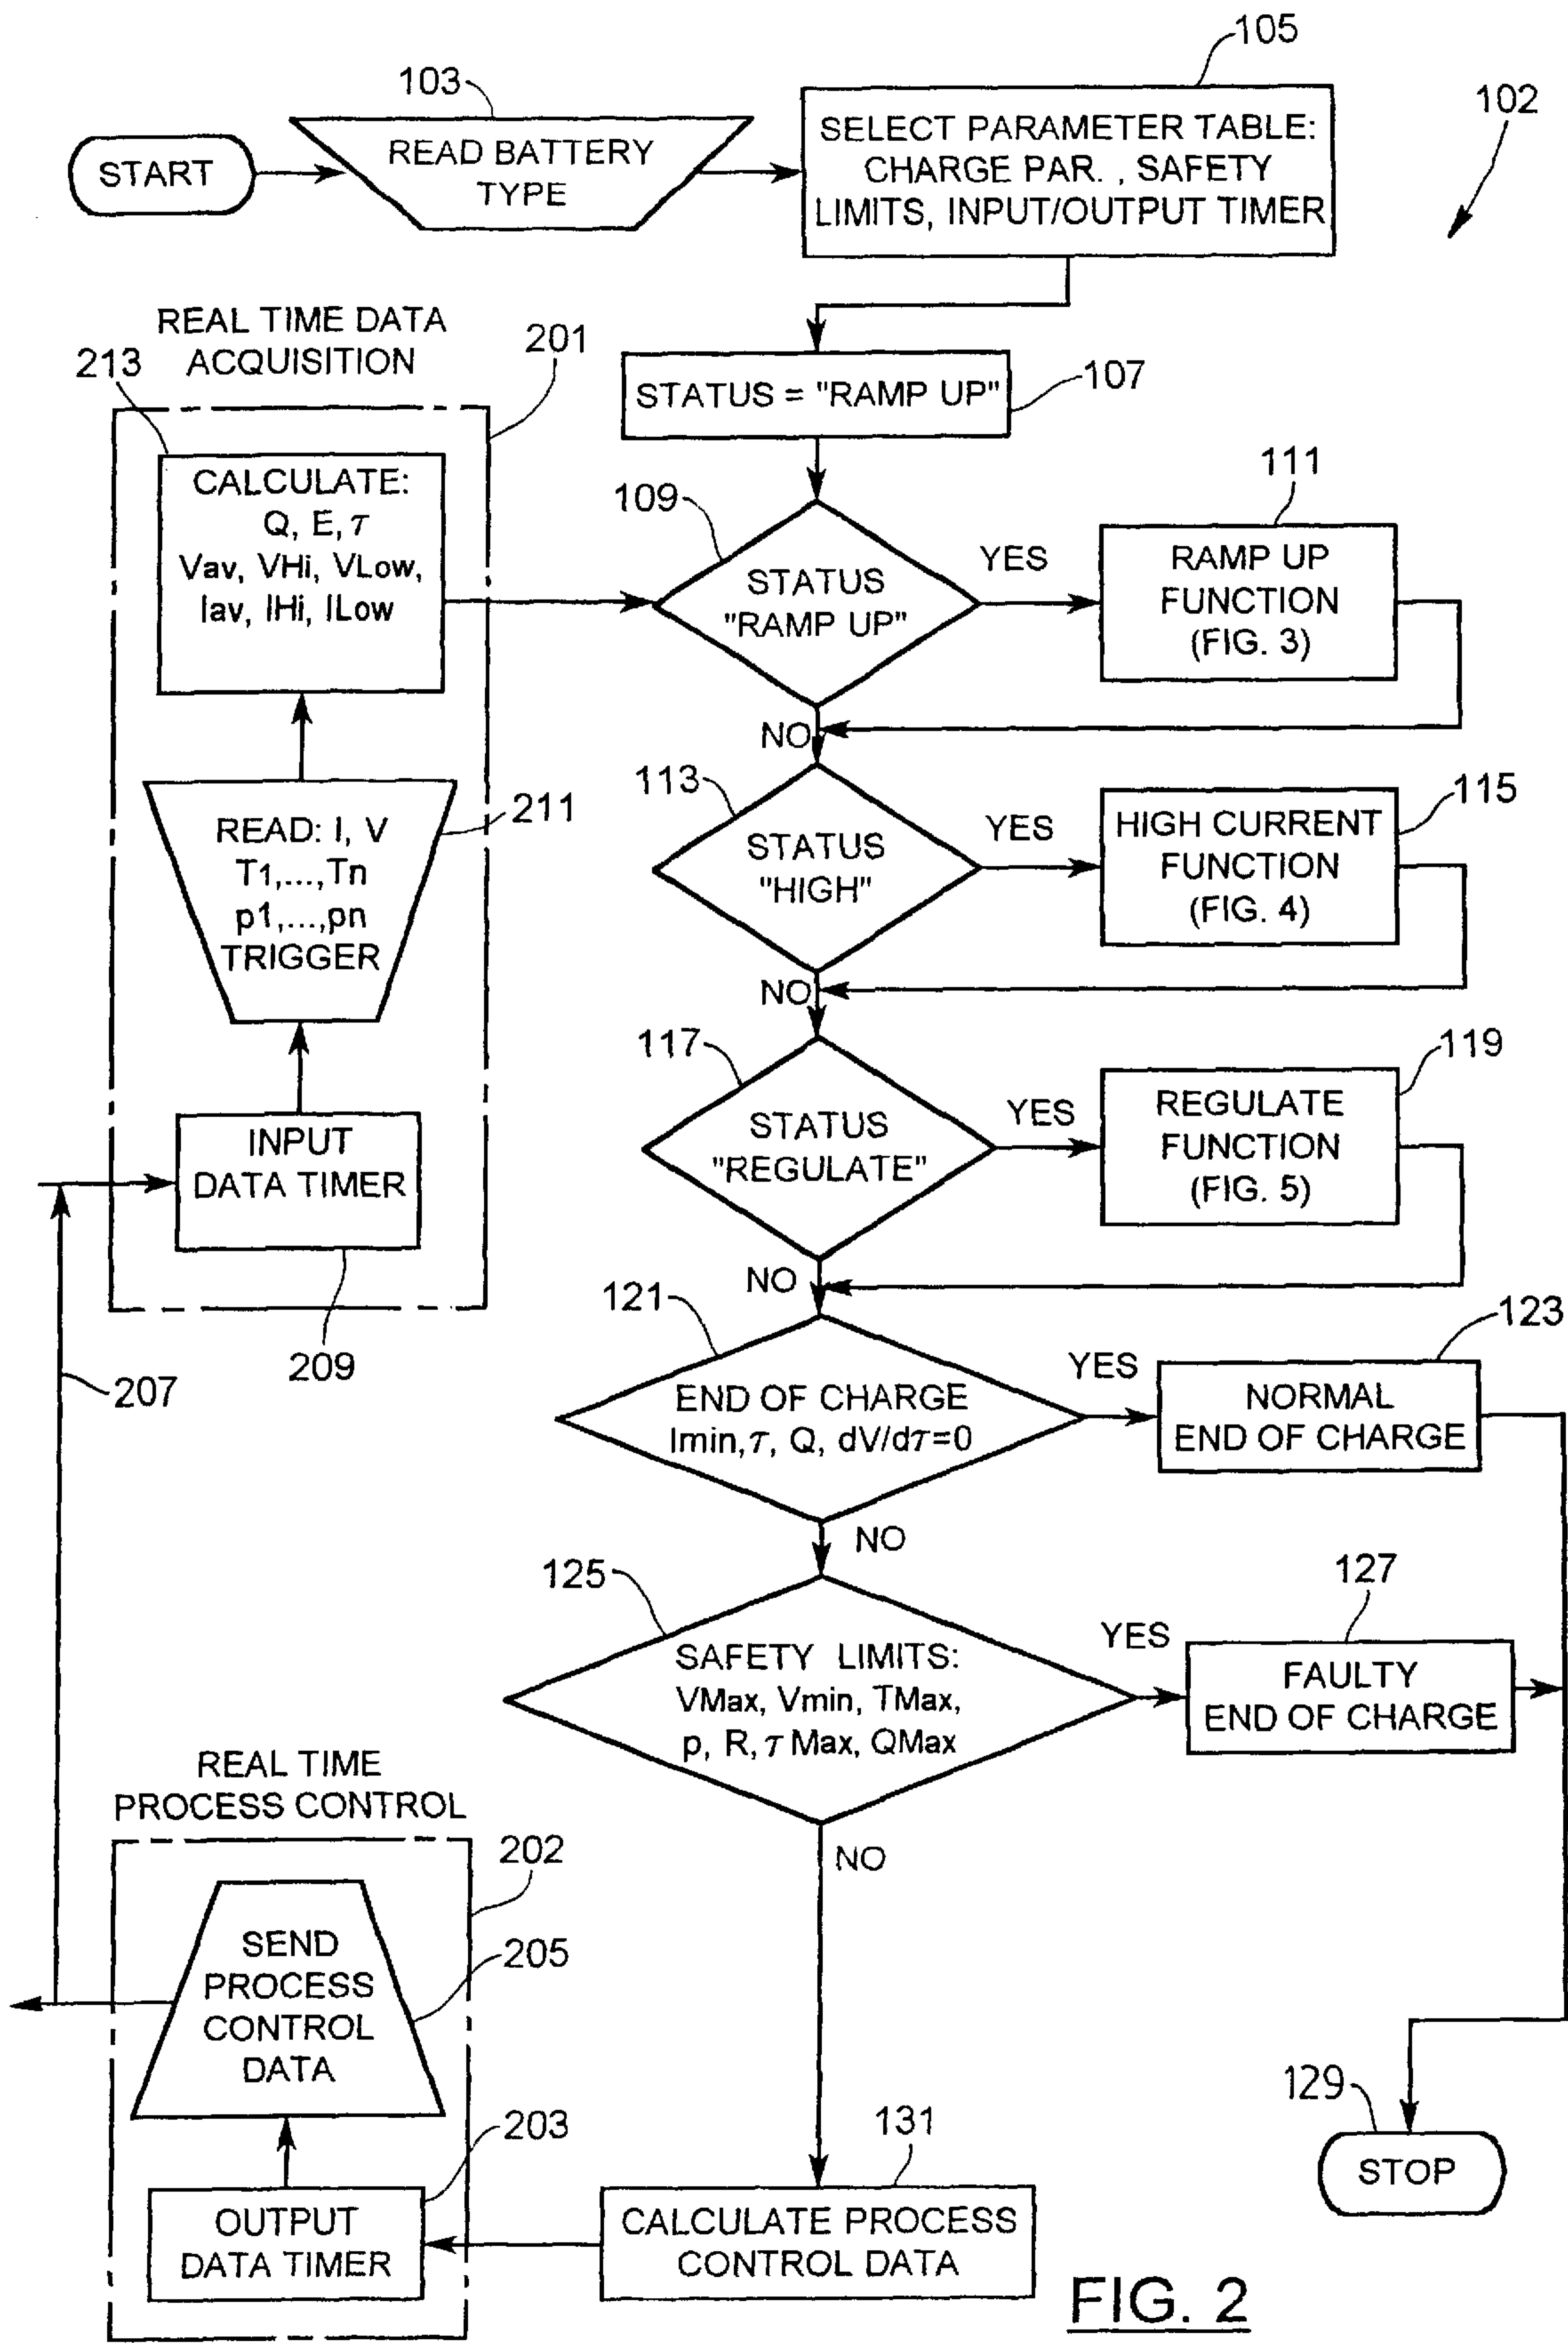 105
103
102
START
READ BATTERY
TYPE
SELECT PARAMETER TABLE:
CHARGE PAR. , SAFETY
LIMITS, INPUT/OUTPUT TIMER
REAL TIME DATA
ACQUISITION
213
201
STATUS = "RAMP UP"
107
CALCULATE:
Q, E, τ
Vav, VHi, VLow,
Iav, IHi, ILow
109
STATUS
"RAMP UP"
YES
111
RAMP UP
FUNCTION
(FIG. 3)
NO
113
STATUS
"HIGH"
YES
115
HIGH CURRENT
FUNCTION
(FIG. 4)
READ: I, V
T1,...,Tn
p1,...,pn
TRIGGER
211
NO
117
STATUS
"REGULATE"
YES
119
REGULATE
FUNCTION
(FIG. 5)
INPUT
DATA TIMER
209
207
NO
121
END OF CHARGE
Imin, τ, Q, dV/dτ=0
YES
123
NORMAL
END OF CHARGE
NO
125
SAFETY LIMITS:
VMax, Vmin, TMax,
p, R, τ Max, QMax
YES
127
FAULTY
END OF CHARGE
NO
REAL TIME
PROCESS CONTROL
202
SEND
PROCESS
CONTROL
DATA
205
203
OUTPUT
DATA TIMER
131
CALCULATE PROCESS
CONTROL DATA
129
STOP
FIG. 2